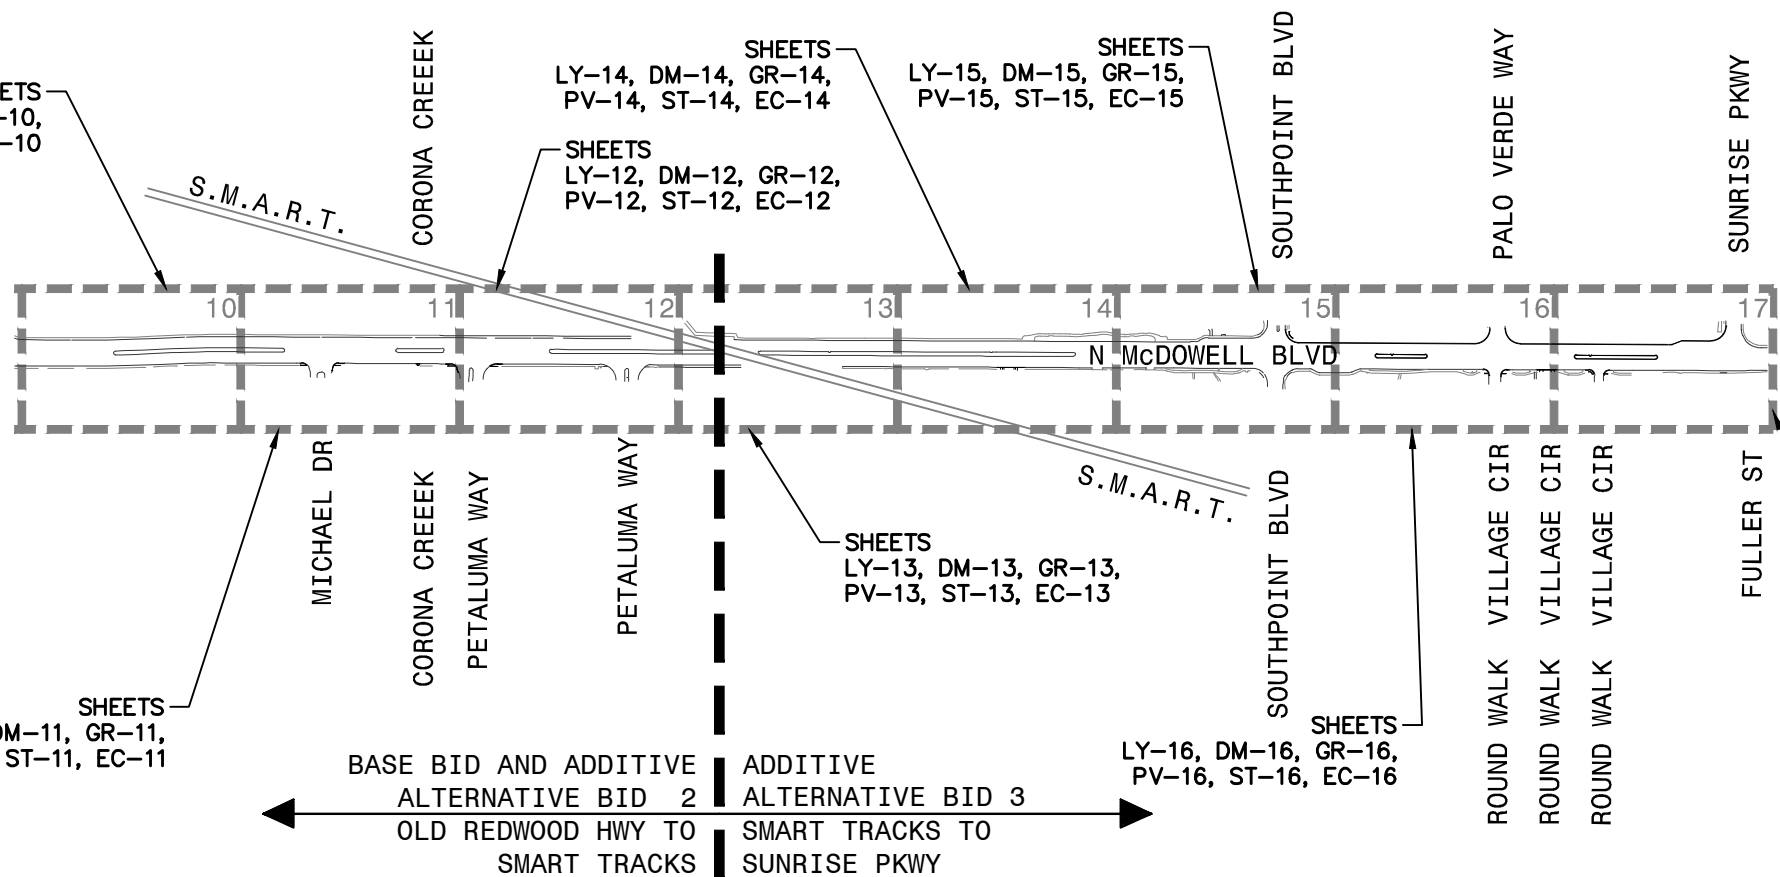 ETS
-10,
-10
CORONA CREEEK
SHEETS
LY-14, DM-14, GR-14,
PV-14, ST-14, EC-14
SHEETS
LY-12, DM-12, GR-12,
PV-12, ST-12, EC-12
SHEETS
LY-15, DM-15, GR-15,
PV-15, ST-15, EC-15
SOUTHPOINT BLVD
PALO VERDE WAY
SUNRISE PKWY
S.M.A.R.T.
10
11
12
13
14
15
16
17
N McDOWELL BLVD
MICHAEL DR
CORONA CREEEK
PETALUMA WAY
PETALUMA WAY
S.M.A.R.T.
SHEETS
LY-13, DM-13, GR-13,
PV-13, ST-13, EC-13
SOUTHPOINT BLVD
ROUND WALK VILLAGE CIR
ROUND WALK VILLAGE CIR
ROUND WALK VILLAGE CIR
FULLER ST
SHEETS
DM-11, GR-11,
ST-11, EC-11
SHEETS
LY-16, DM-16, GR-16,
PV-16, ST-16, EC-16
BASE BID AND ADDITIVE
ALTERNATIVE BID 2
OLD REDWOOD HWY TO
SMART TRACKS
ADDITIVE
ALTERNATIVE BID 3
SMART TRACKS TO
SUNRISE PKWY